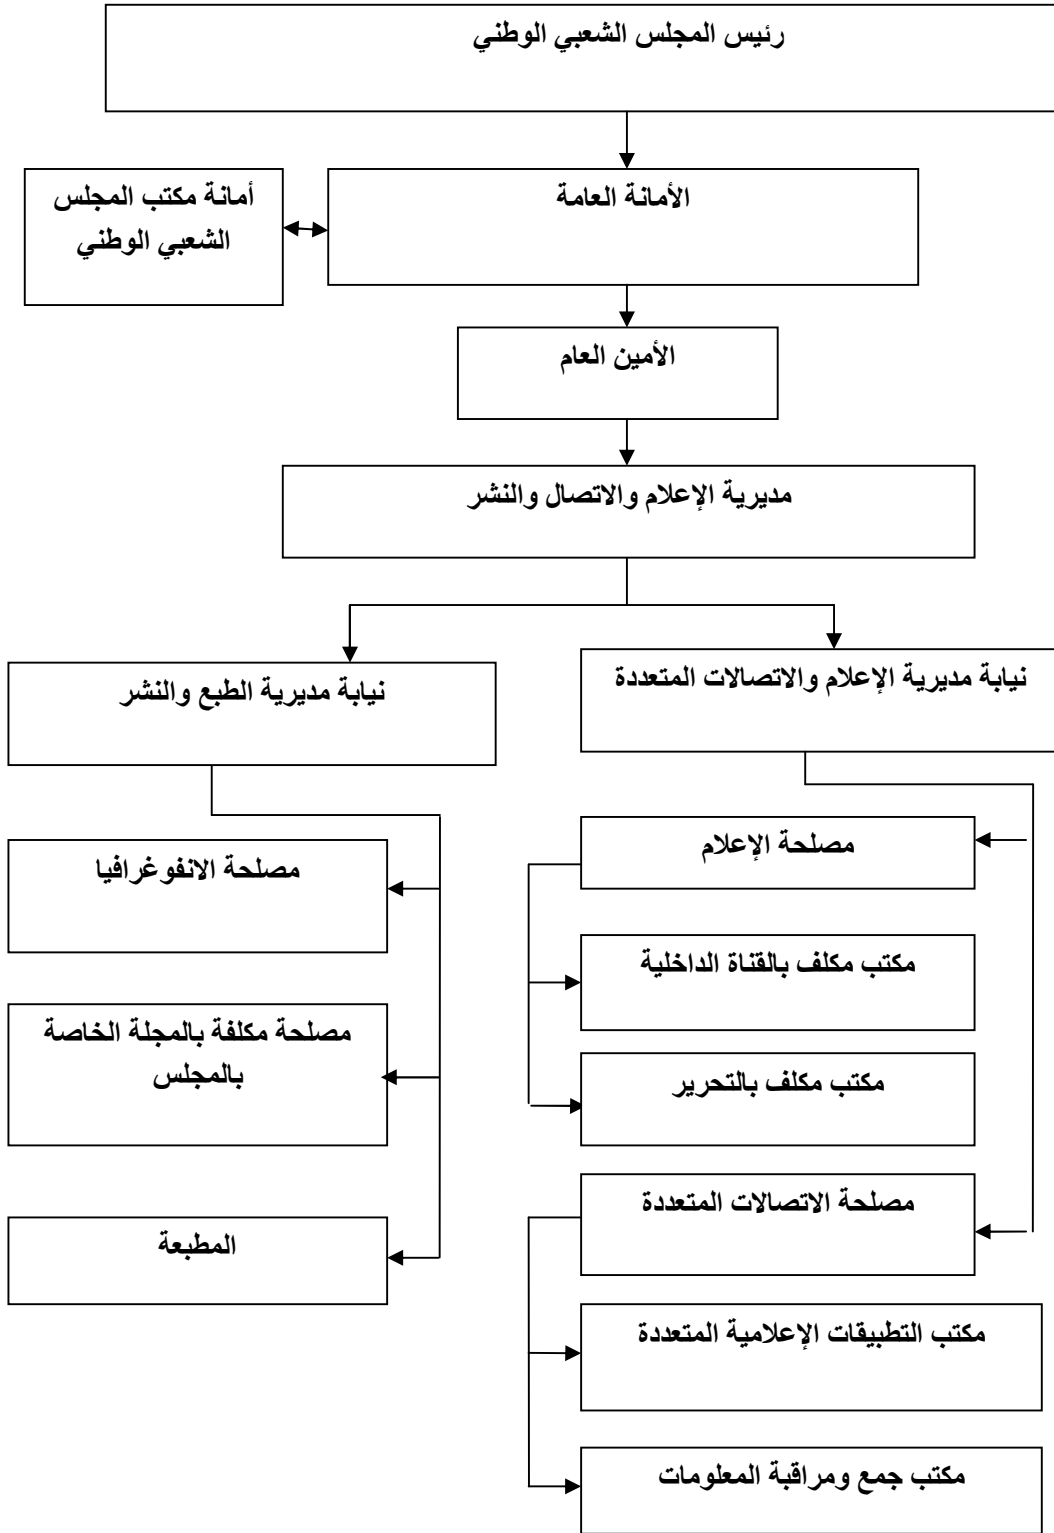 رئيس المجلس الشعبي الوطني
الأمانة العامة
أمانة مكتب المجلس
الشعبي الوطني
الأمين العام
مديرية الإعلام والاتصال والنشر
نيابة مديرية الإعلام والاتصالات المتعددة
نيابة مديرية الطبع والنشر
مصلحة الإعلام
مكتب مكلف بالقناة الداخلية
مكتب مكلف بالتحرير
مصلحة الاتصالات المتعددة
مكتب التطبيقات الإعلامية المتعددة
مكتب جمع ومراقبة المعلومات
مصلحة الانفوغرافيا
مصلحة مكلفة بالمجلة الخاصة
بالمجلس
المطبعة